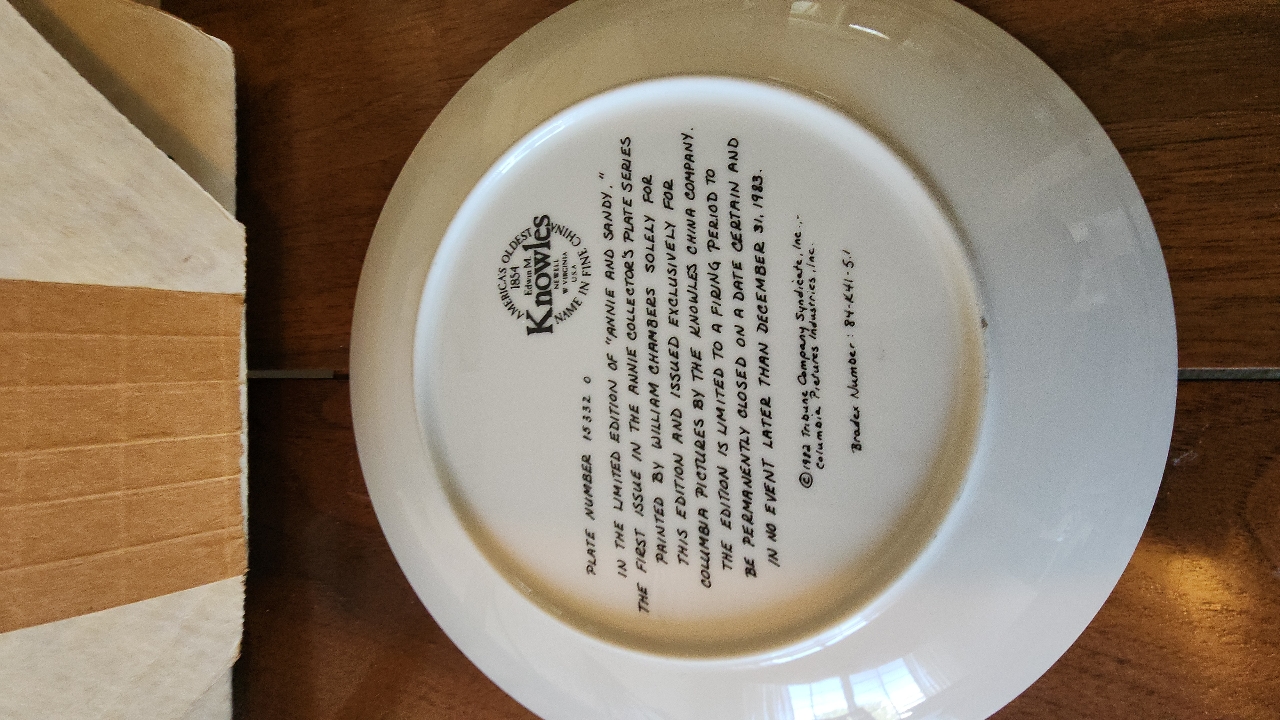 AMERICA'S OLDEST
1854
Edwin M.
Knowles
CHINA
NEWELL
W VIRGINIA
U.S.A.
NAME IN FINE
PLATE NUMBER 15332 O
IN THE LIMITED EDITION OF "ANNIE AND SANDY,"
THE FIRST ISSUE IN THE ANNIE COLLECTORS PLATE SERIES
PAINTED BY WILLIAM CHAMBERS SOLELY FOR
THIS EDITION AND ISSUED EXCLUSIVELY FOR
COLUMBIA PICTURES BY THE KNOWLES CHINA COMPANY.
THE EDITION IS LIMITED TO A FIRING PERIOD TO
BE PERMANENTLY CLOSED ON A DATE CERTAIN AND
IN NO EVENT LATER THAN DECEMBER 31, 1983.
©1982 Tribune Company Syndicate, Inc.,
Columbia Pictures Industries, Inc.
Bradex Number: 84-K41-5.1